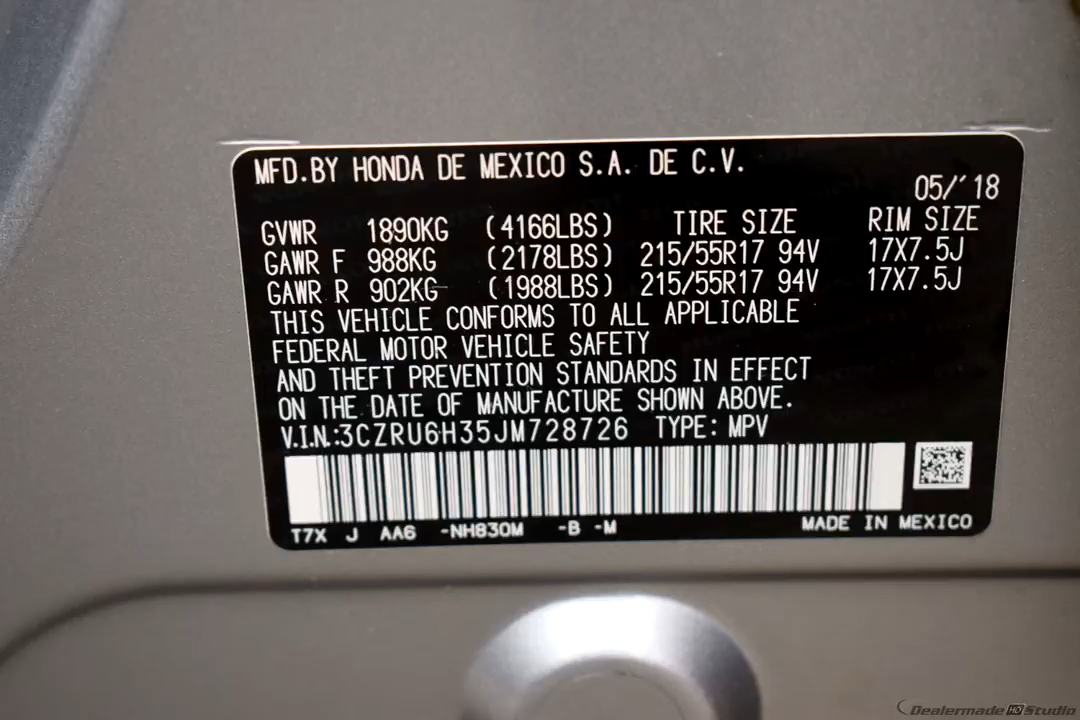 MFD.BY HONDA DE MEXICO S.A. DE C.V.
05/'18
GVWR 1890KG (4166LBS) TIRE SIZE RIM SIZE
GAWR F 988KG (2178LBS) 215/55R17 94V 17X7.5J
GAWR R 902KG (1988LBS) 215/55R17 94V 17X7.5J
THIS VEHICLE CONFORMS TO ALL APPLICABLE
FEDERAL MOTOR VEHICLE SAFETY
AND THEFT PREVENTION STANDARDS IN EFFECT
ON THE DATE OF MANUFACTURE SHOWN ABOVE.
V.I.N.:3CZRU6H35JM728726 TYPE: MPV
T7X J AA6 -NH830M -B -M MADE IN MEXICO
Dealermade HD Studio